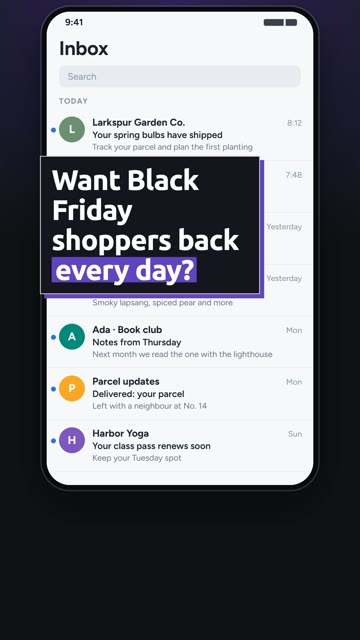 9:41
Inbox
Search
TODAY
Larkspur Garden Co. 8:12
Your spring bulbs have shipped
Track your parcel and plan the first planting
7:48
Want Black
Friday
shoppers back
every day?
Yesterday
Yesterday
Smoky lapsang, spiced pear and more
A
Ada · Book club Mon
Notes from Thursday
Next month we read the one with the lighthouse
P
Parcel updates Mon
Delivered: your parcel
Left with a neighbour at No. 14
H
Harbor Yoga Sun
Your class pass renews soon
Keep your Tuesday spot
L